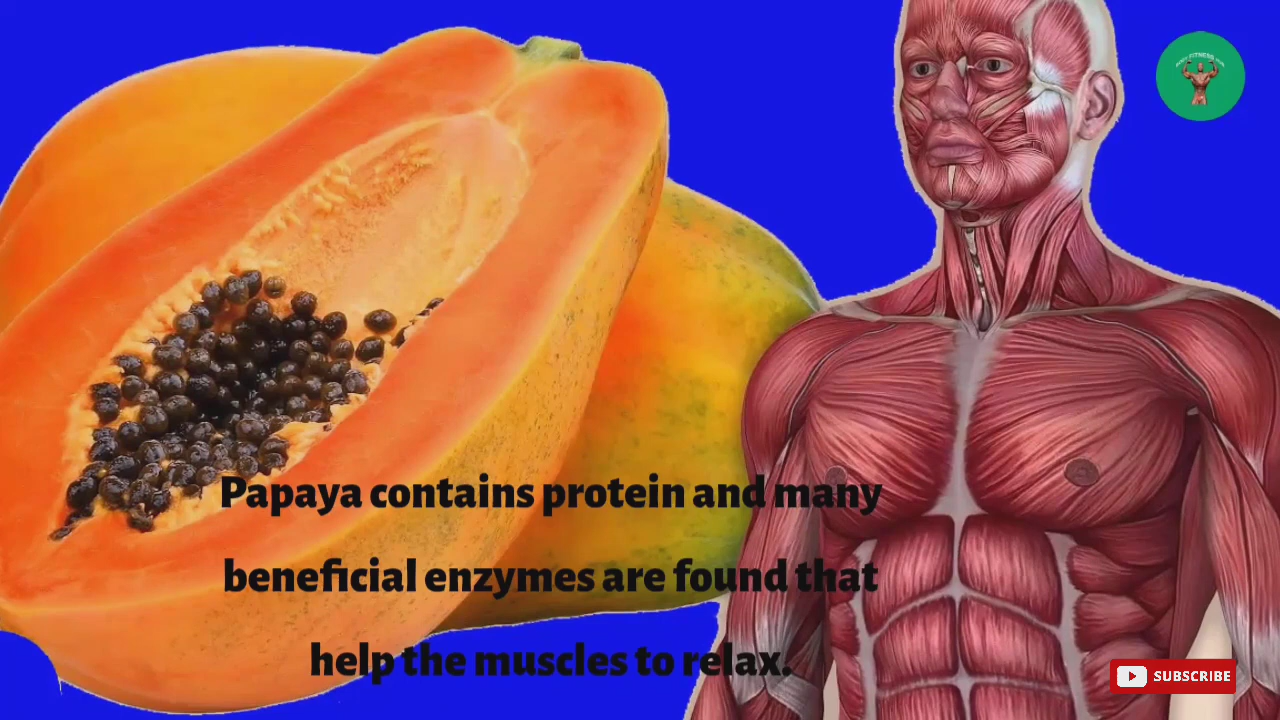 Papaya contains protein and many
beneficial enzymes are found that
help the muscles to relax.
SUBSCRIBE